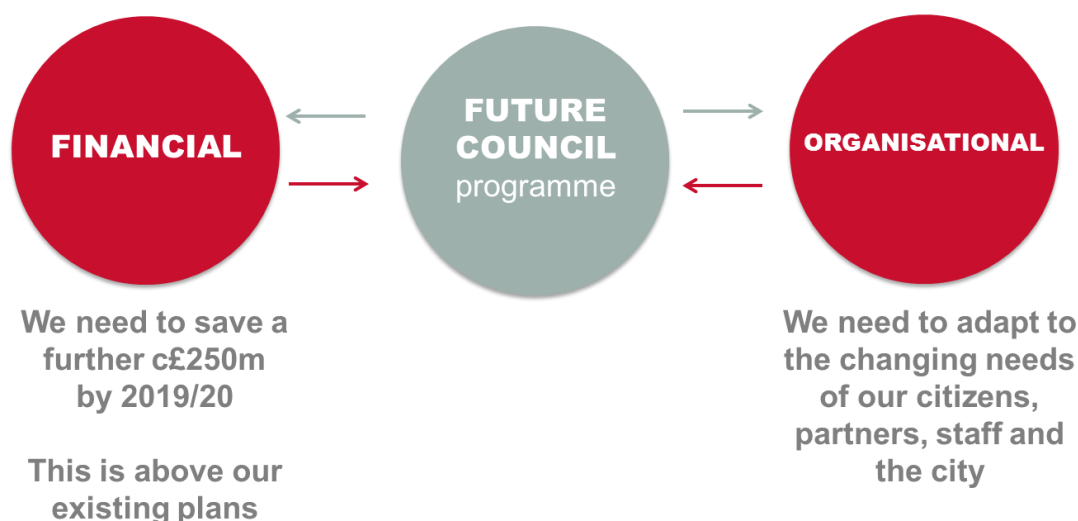 FINANCIAL
We need to save a
further c£250m
by 2019/20
This is above our
existing plans
FUTURE
COUNCIL
programme
ORGANISATIONAL
We need to adapt to
the changing needs
of our citizens,
partners, staff and
the city